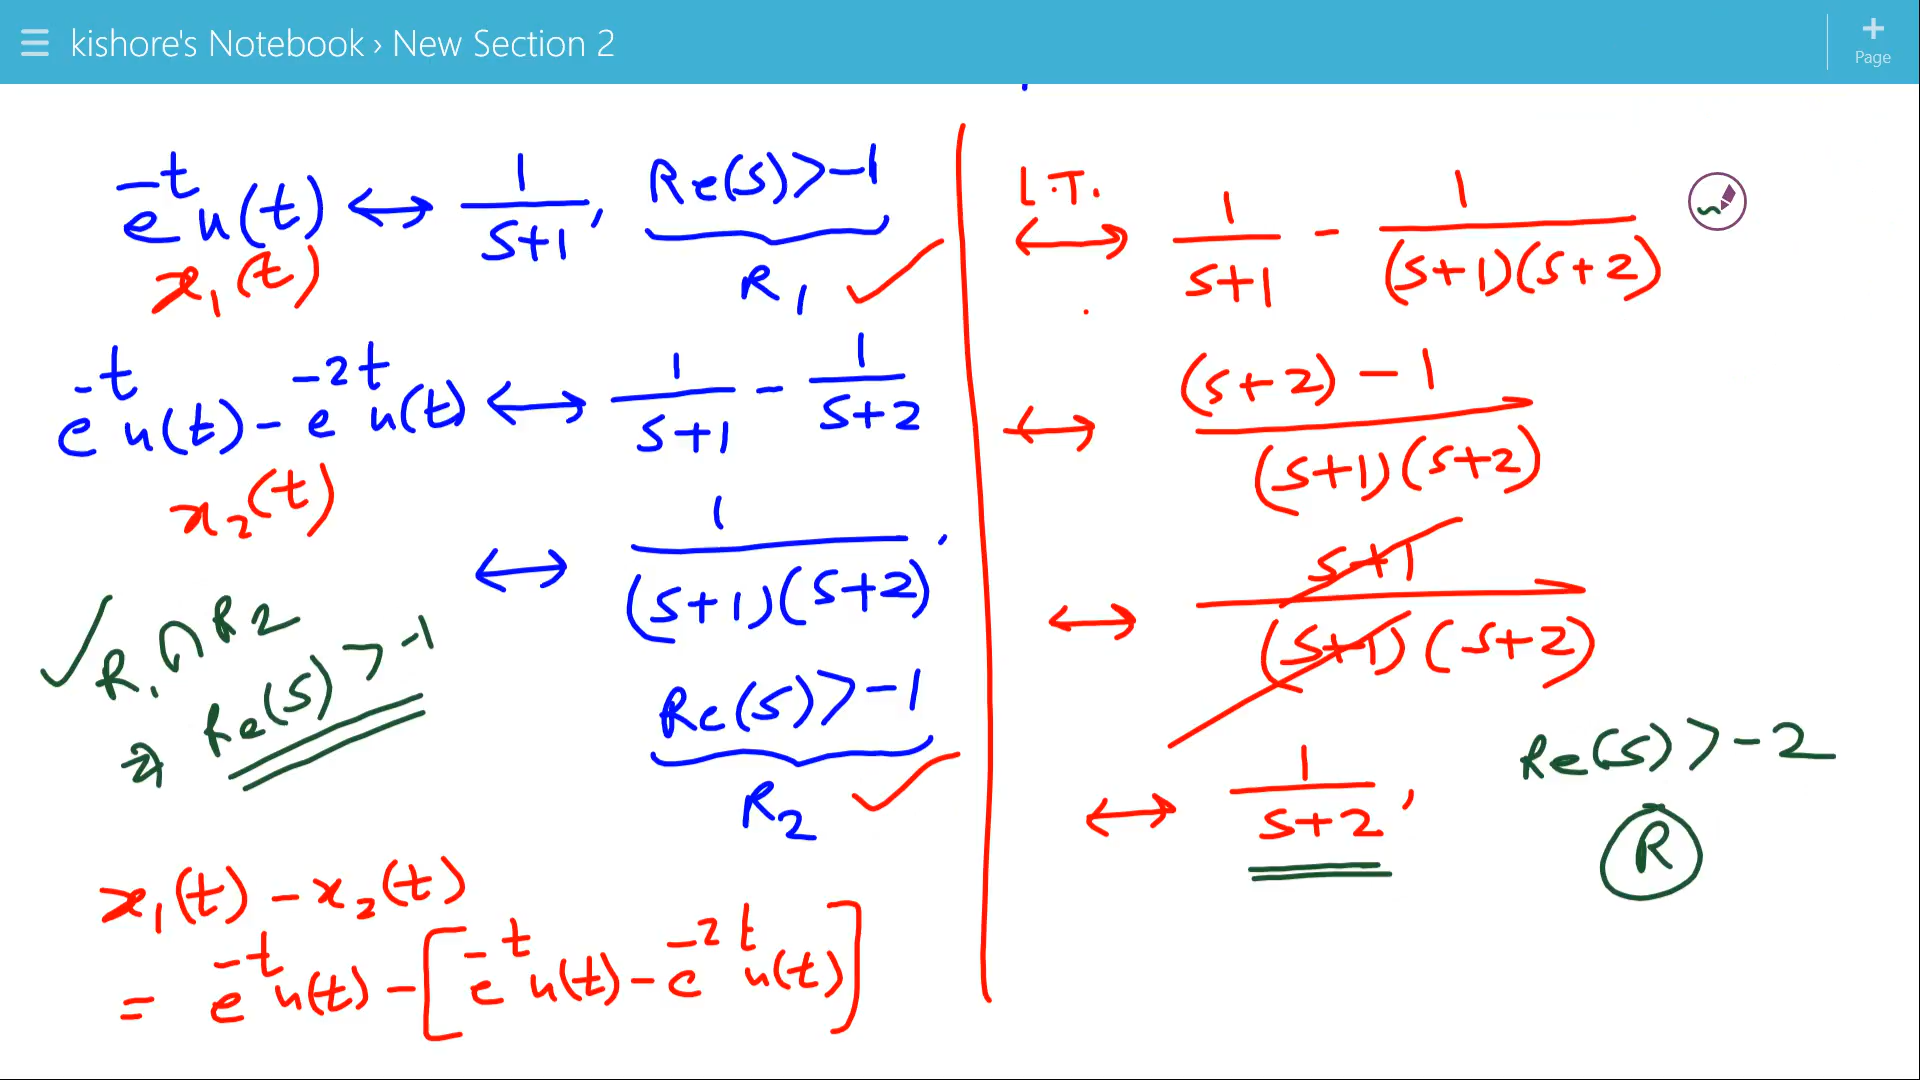 kishore's Notebook › New Section 2
+ Page
e^{-t} u(t) ↔ 1/(s+1), Re(s)>-1
x₁(t) R₁ ✓
e^{-t} u(t) - e^{-2t} u(t) ↔ 1/(s+1) - 1/(s+2)
x₂(t)
↔ 1/((s+1)(s+2)),
✓ R₁∩R₂
⇒ Re(s)>-1
Re(s)>-1
R₂ ✓
x₁(t) - x₂(t)
= e^{-t} u(t) - [e^{-t} u(t) - e^{-2t} u(t)]
L.T.
↔ 1/(s+1) - 1/((s+1)(s+2))
↔ ((s+2) - 1)/((s+1)(s+2))
↔ (s+1)/((s+1)(s+2))
↔ 1/(s+2), Re(s)>-2
R